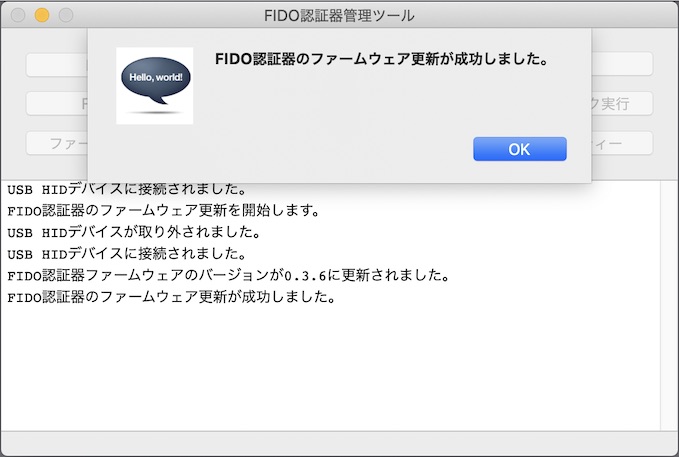 FIDO認証器管理ツール
Hello, world!
FIDO認証器のファームウェア更新が成功しました。
OK
ク実行
ファー
ィー
USB HIDデバイスに接続されました。
FIDO認証器のファームウェア更新を開始します。
USB HIDデバイスが取り外されました。
USB HIDデバイスに接続されました。
FIDO認証器ファームウェアのバージョンが0.3.6に更新されました。
FIDO認証器のファームウェア更新が成功しました。